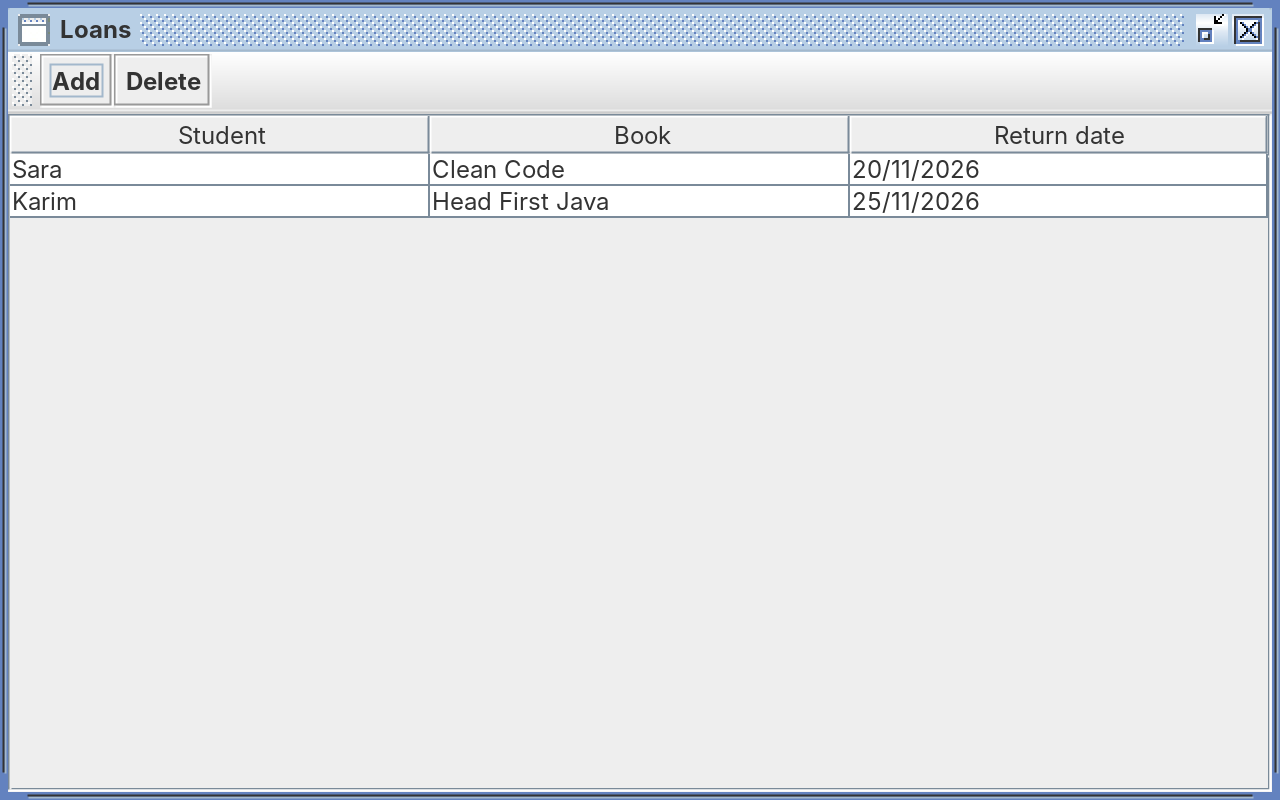 Loans
Add Delete
Student Book Return date
Sara Clean Code 20/11/2026
Karim Head First Java 25/11/2026